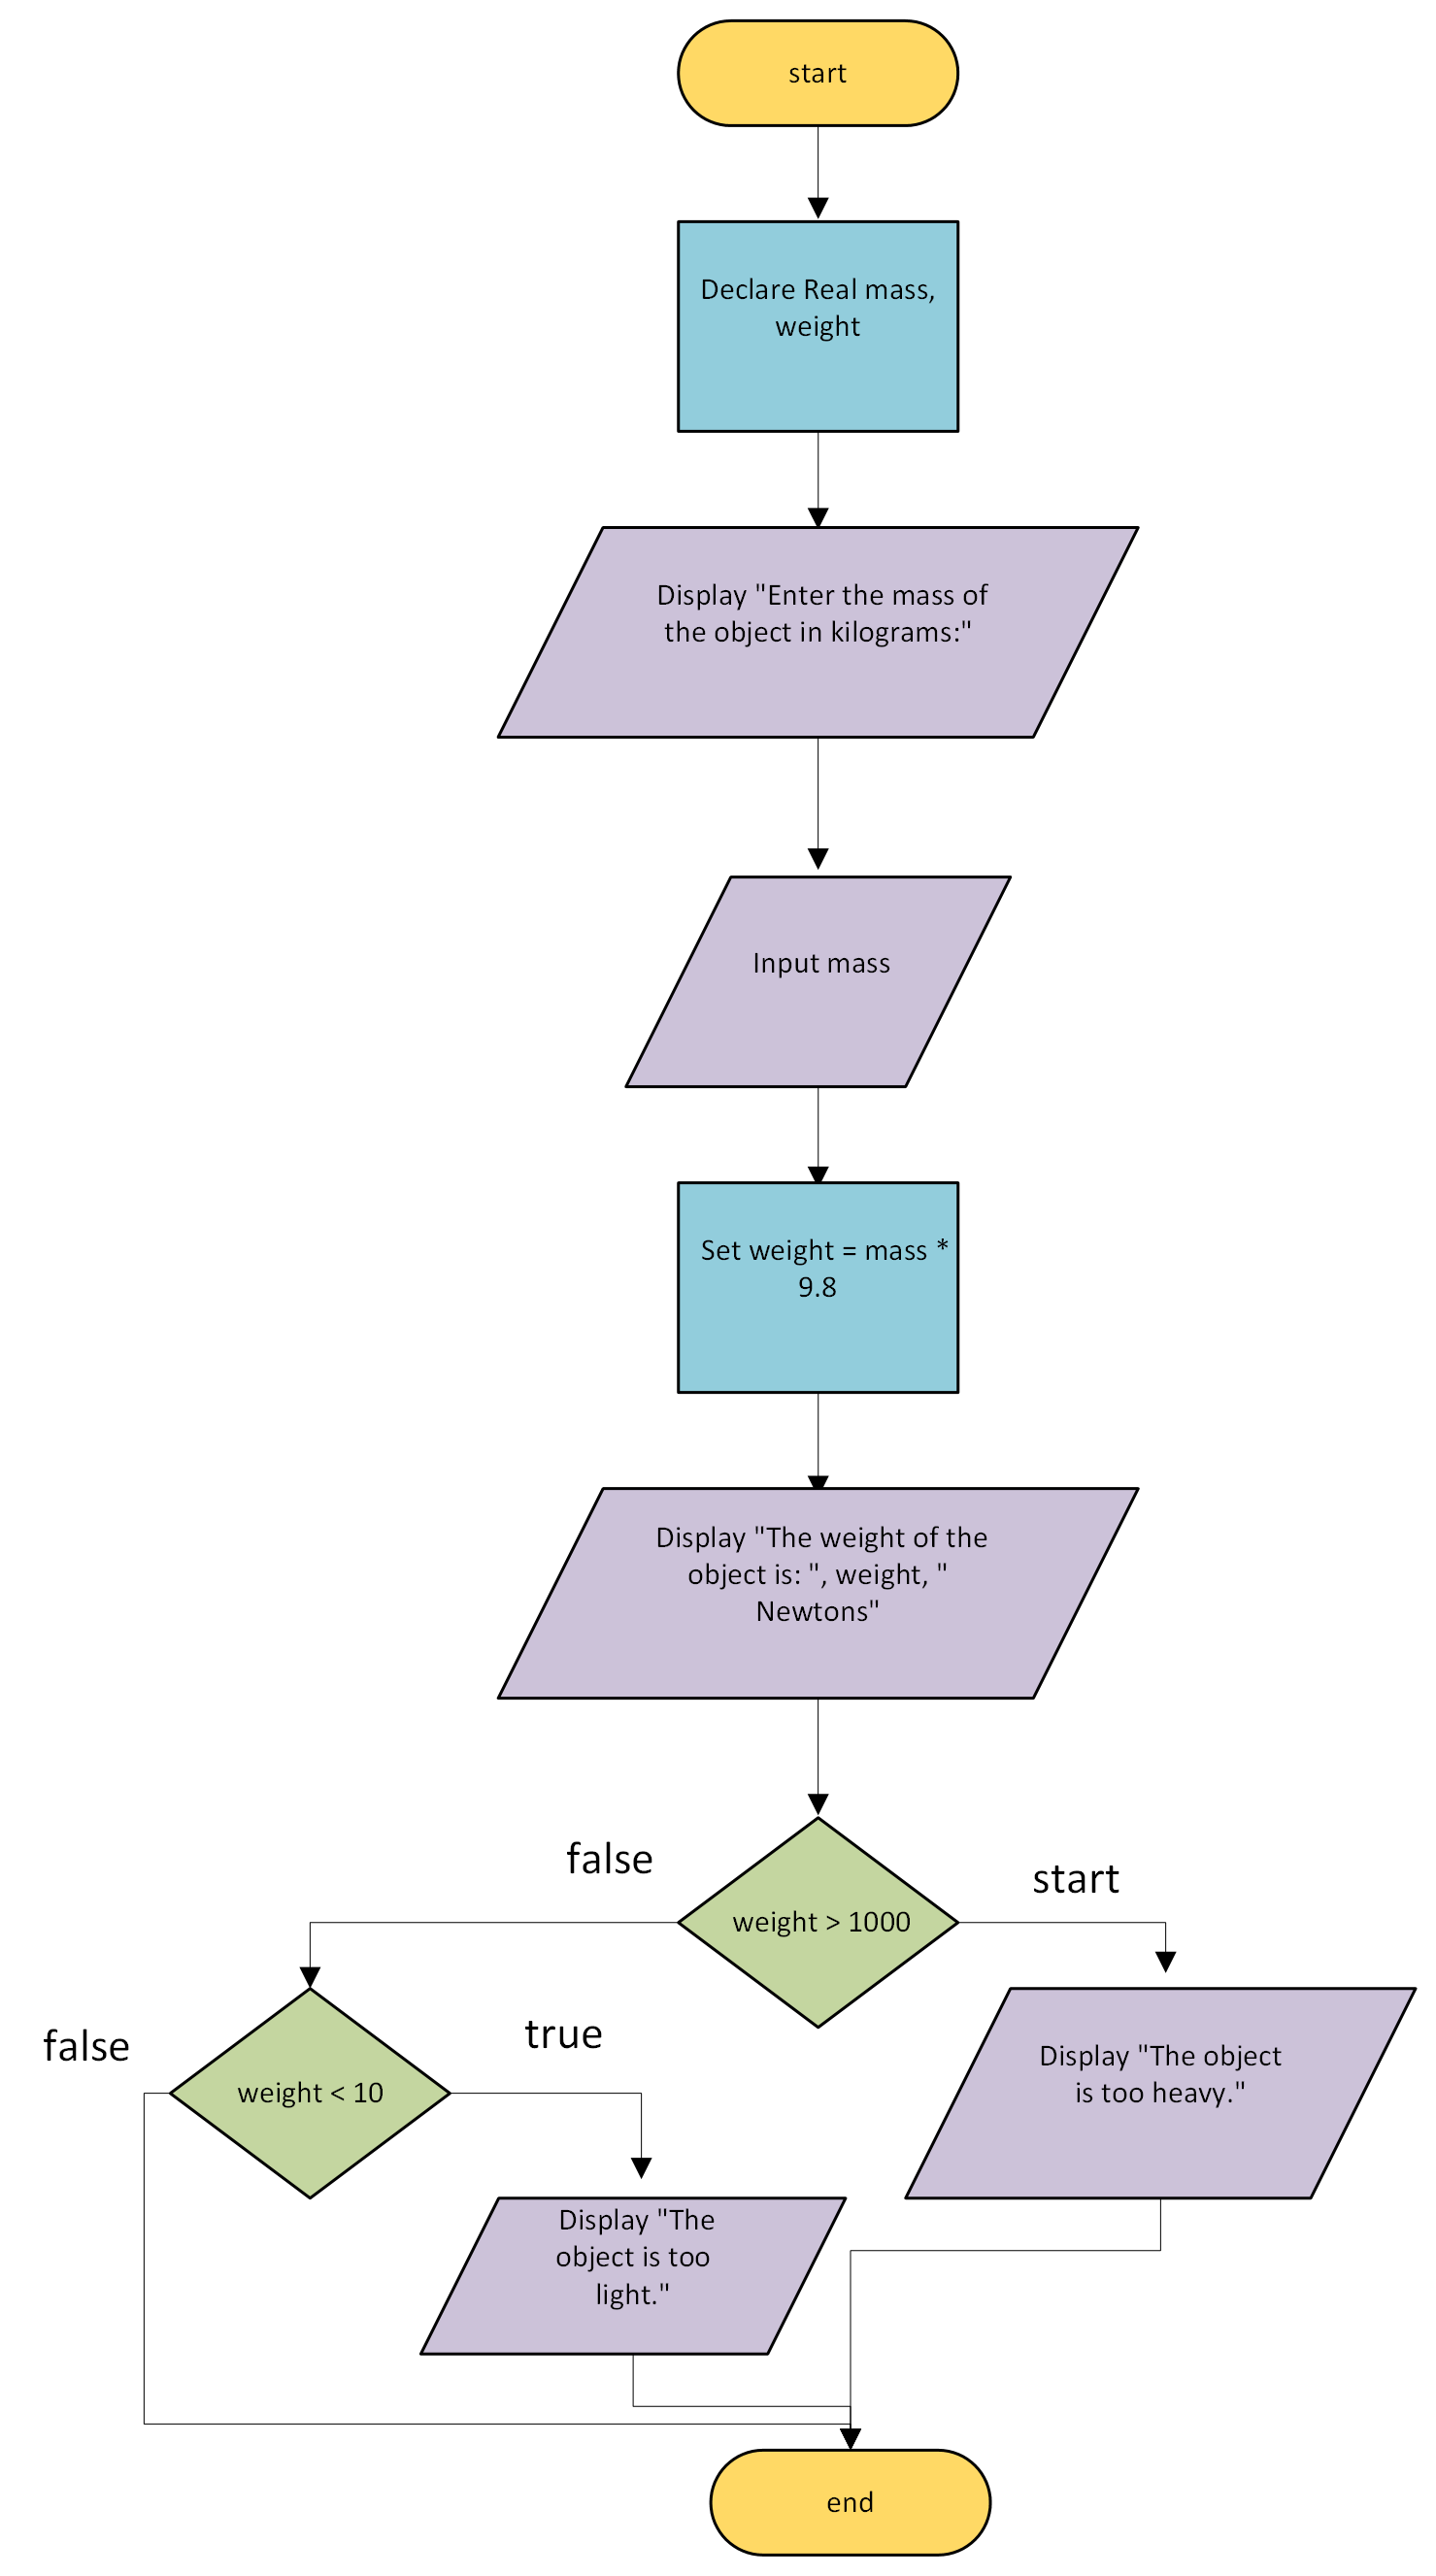 start
Declare Real mass,
weight
Display "Enter the mass of
the object in kilograms:"
Input mass
Set weight = mass *
9.8
Display "The weight of the
object is: ", weight, "
Newtons"
false
start
weight > 1000
false
true
weight < 10
Display "The object
is too heavy."
Display "The
object is too
light."
end